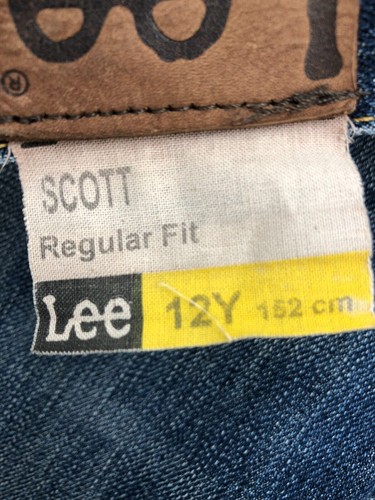 ®
SCOTT
Regular Fit
Lee 12Y 152 cm